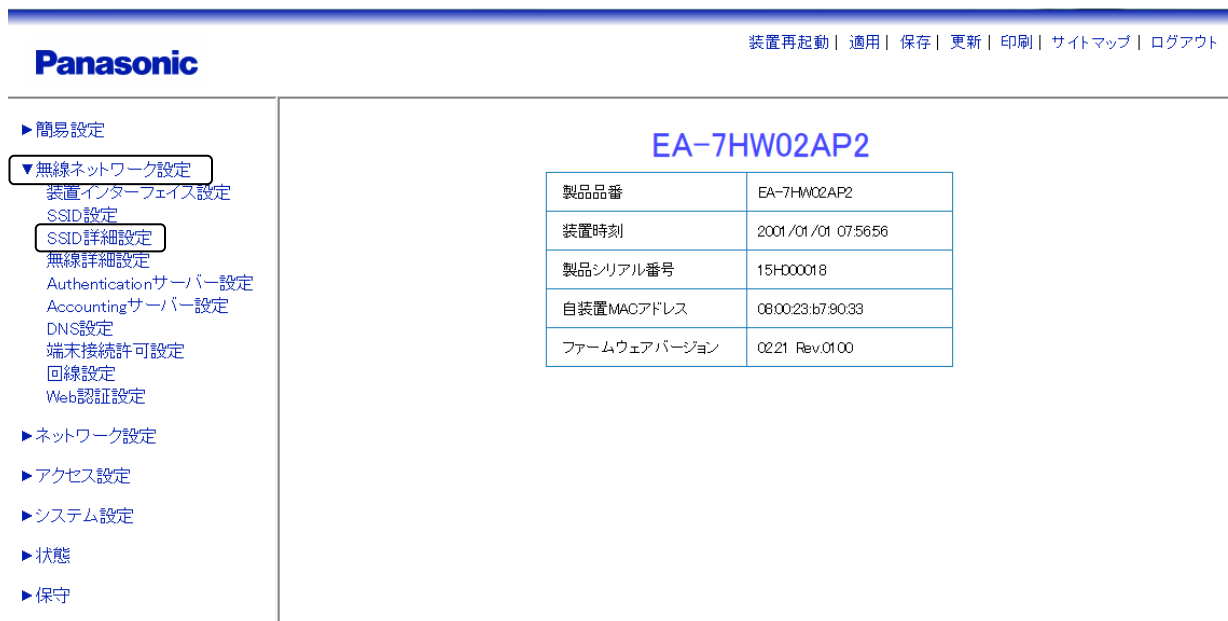 装置再起動| 適用| 保存| 更新| 印刷| サイトマップ| ログアウト
Panasonic
▶簡易設定
▼無線ネットワーク設定
装置インターフェイス設定
SSID設定
SSID詳細設定
無線詳細設定
Authenticationサーバー設定
Accountingサーバー設定
DNS設定
端末接続許可設定
回線設定
Web認証設定
▶ネットワーク設定
▶アクセス設定
▶システム設定
▶状態
▶保守
EA-7HW02AP2
製品品番 EA-7HW02AP2
装置時刻 2001/01/01 07:56:56
製品シリアル番号 15H000018
自装置MACアドレス 08:00:23:b7:90:33
ファームウェアバージョン 02.21 Rev.01.00